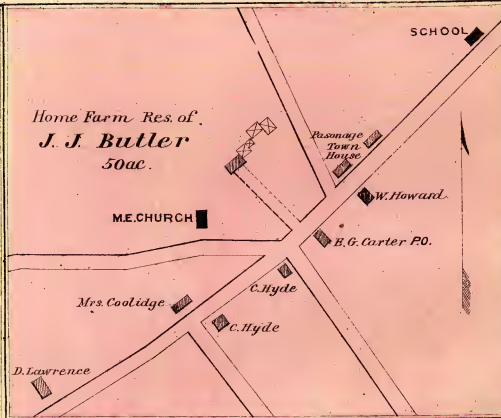 SCHOOL
Home Farm Res. of
J. J. Butler
50ac.
Pasonage
Town
House
W. Howard
M.E. CHURCH
E.G. Carter P.O.
C. Hyde
Mrs. Coolidge
C. Hyde
D. Lawrence